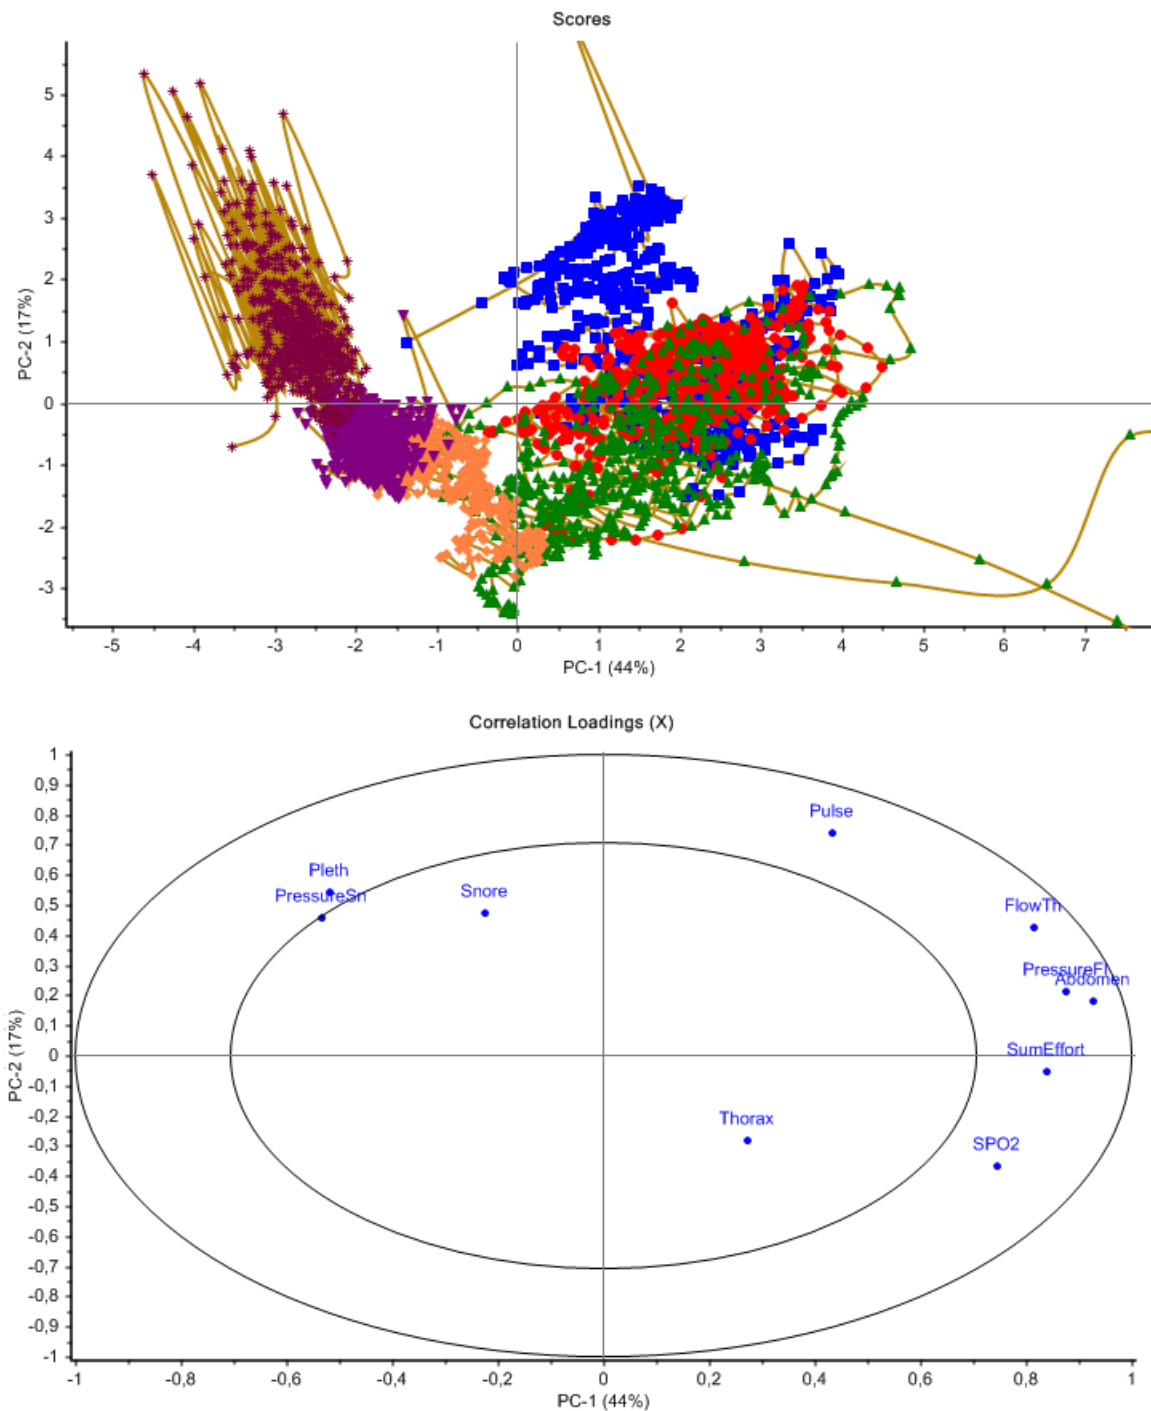 Scores
5
4
3
2
1
0
-1
-2
-3
PC-2 (17%)
-5 -4 -3 -2 -1 0 1 2 3 4 5 6 7
PC-1 (44%)
Correlation Loadings (X)
1
0,9
0,8
0,7
0,6
0,5
0,4
0,3
0,2
0,1
0
-0,1
-0,2
-0,3
-0,4
-0,5
-0,6
-0,7
-0,8
-0,9
-1
PC-2 (17%)
Pulse
Pleth
PressureSn
Snore
FlowTh
PressureFl
Abdomen
SumEffort
Thorax
SPO2
-1 -0,8 -0,6 -0,4 -0,2 0 0,2 0,4 0,6 0,8 1
PC-1 (44%)